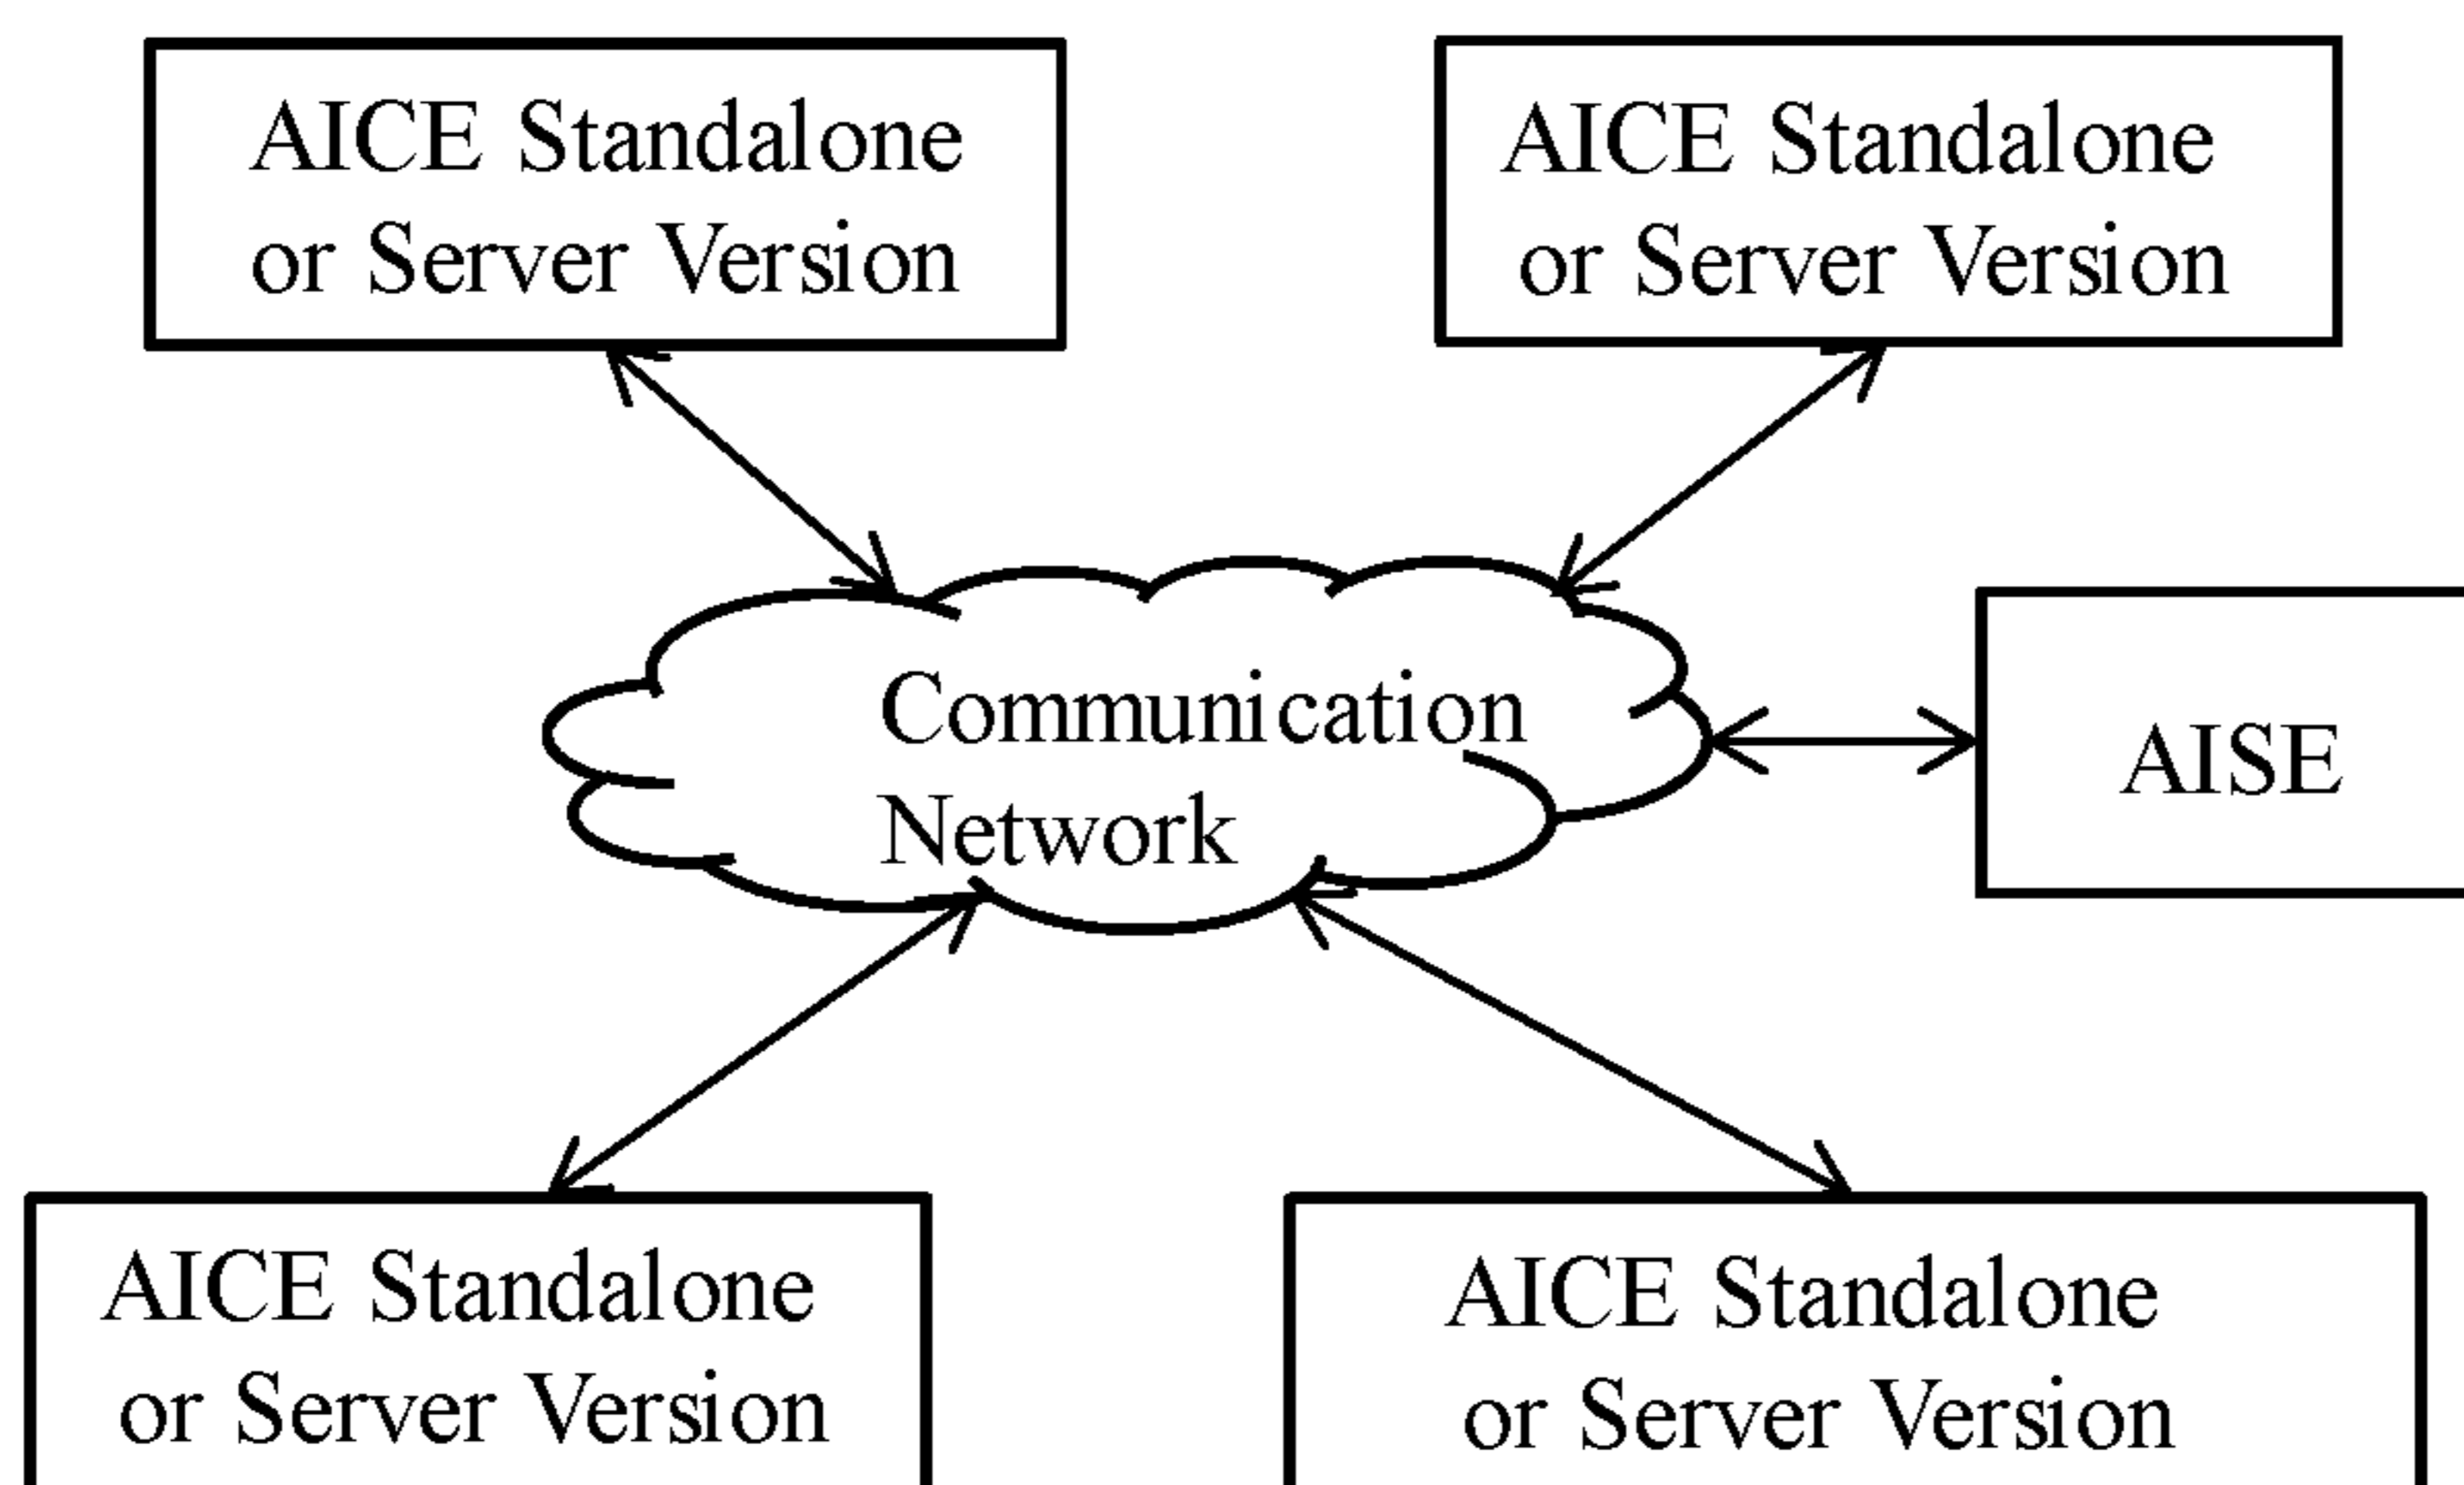 AICE Standalone
or Server Version
AICE Standalone
or Server Version
Communication
Network
AISE
AICE Standalone
or Server Version
AICE Standalone
or Server Version